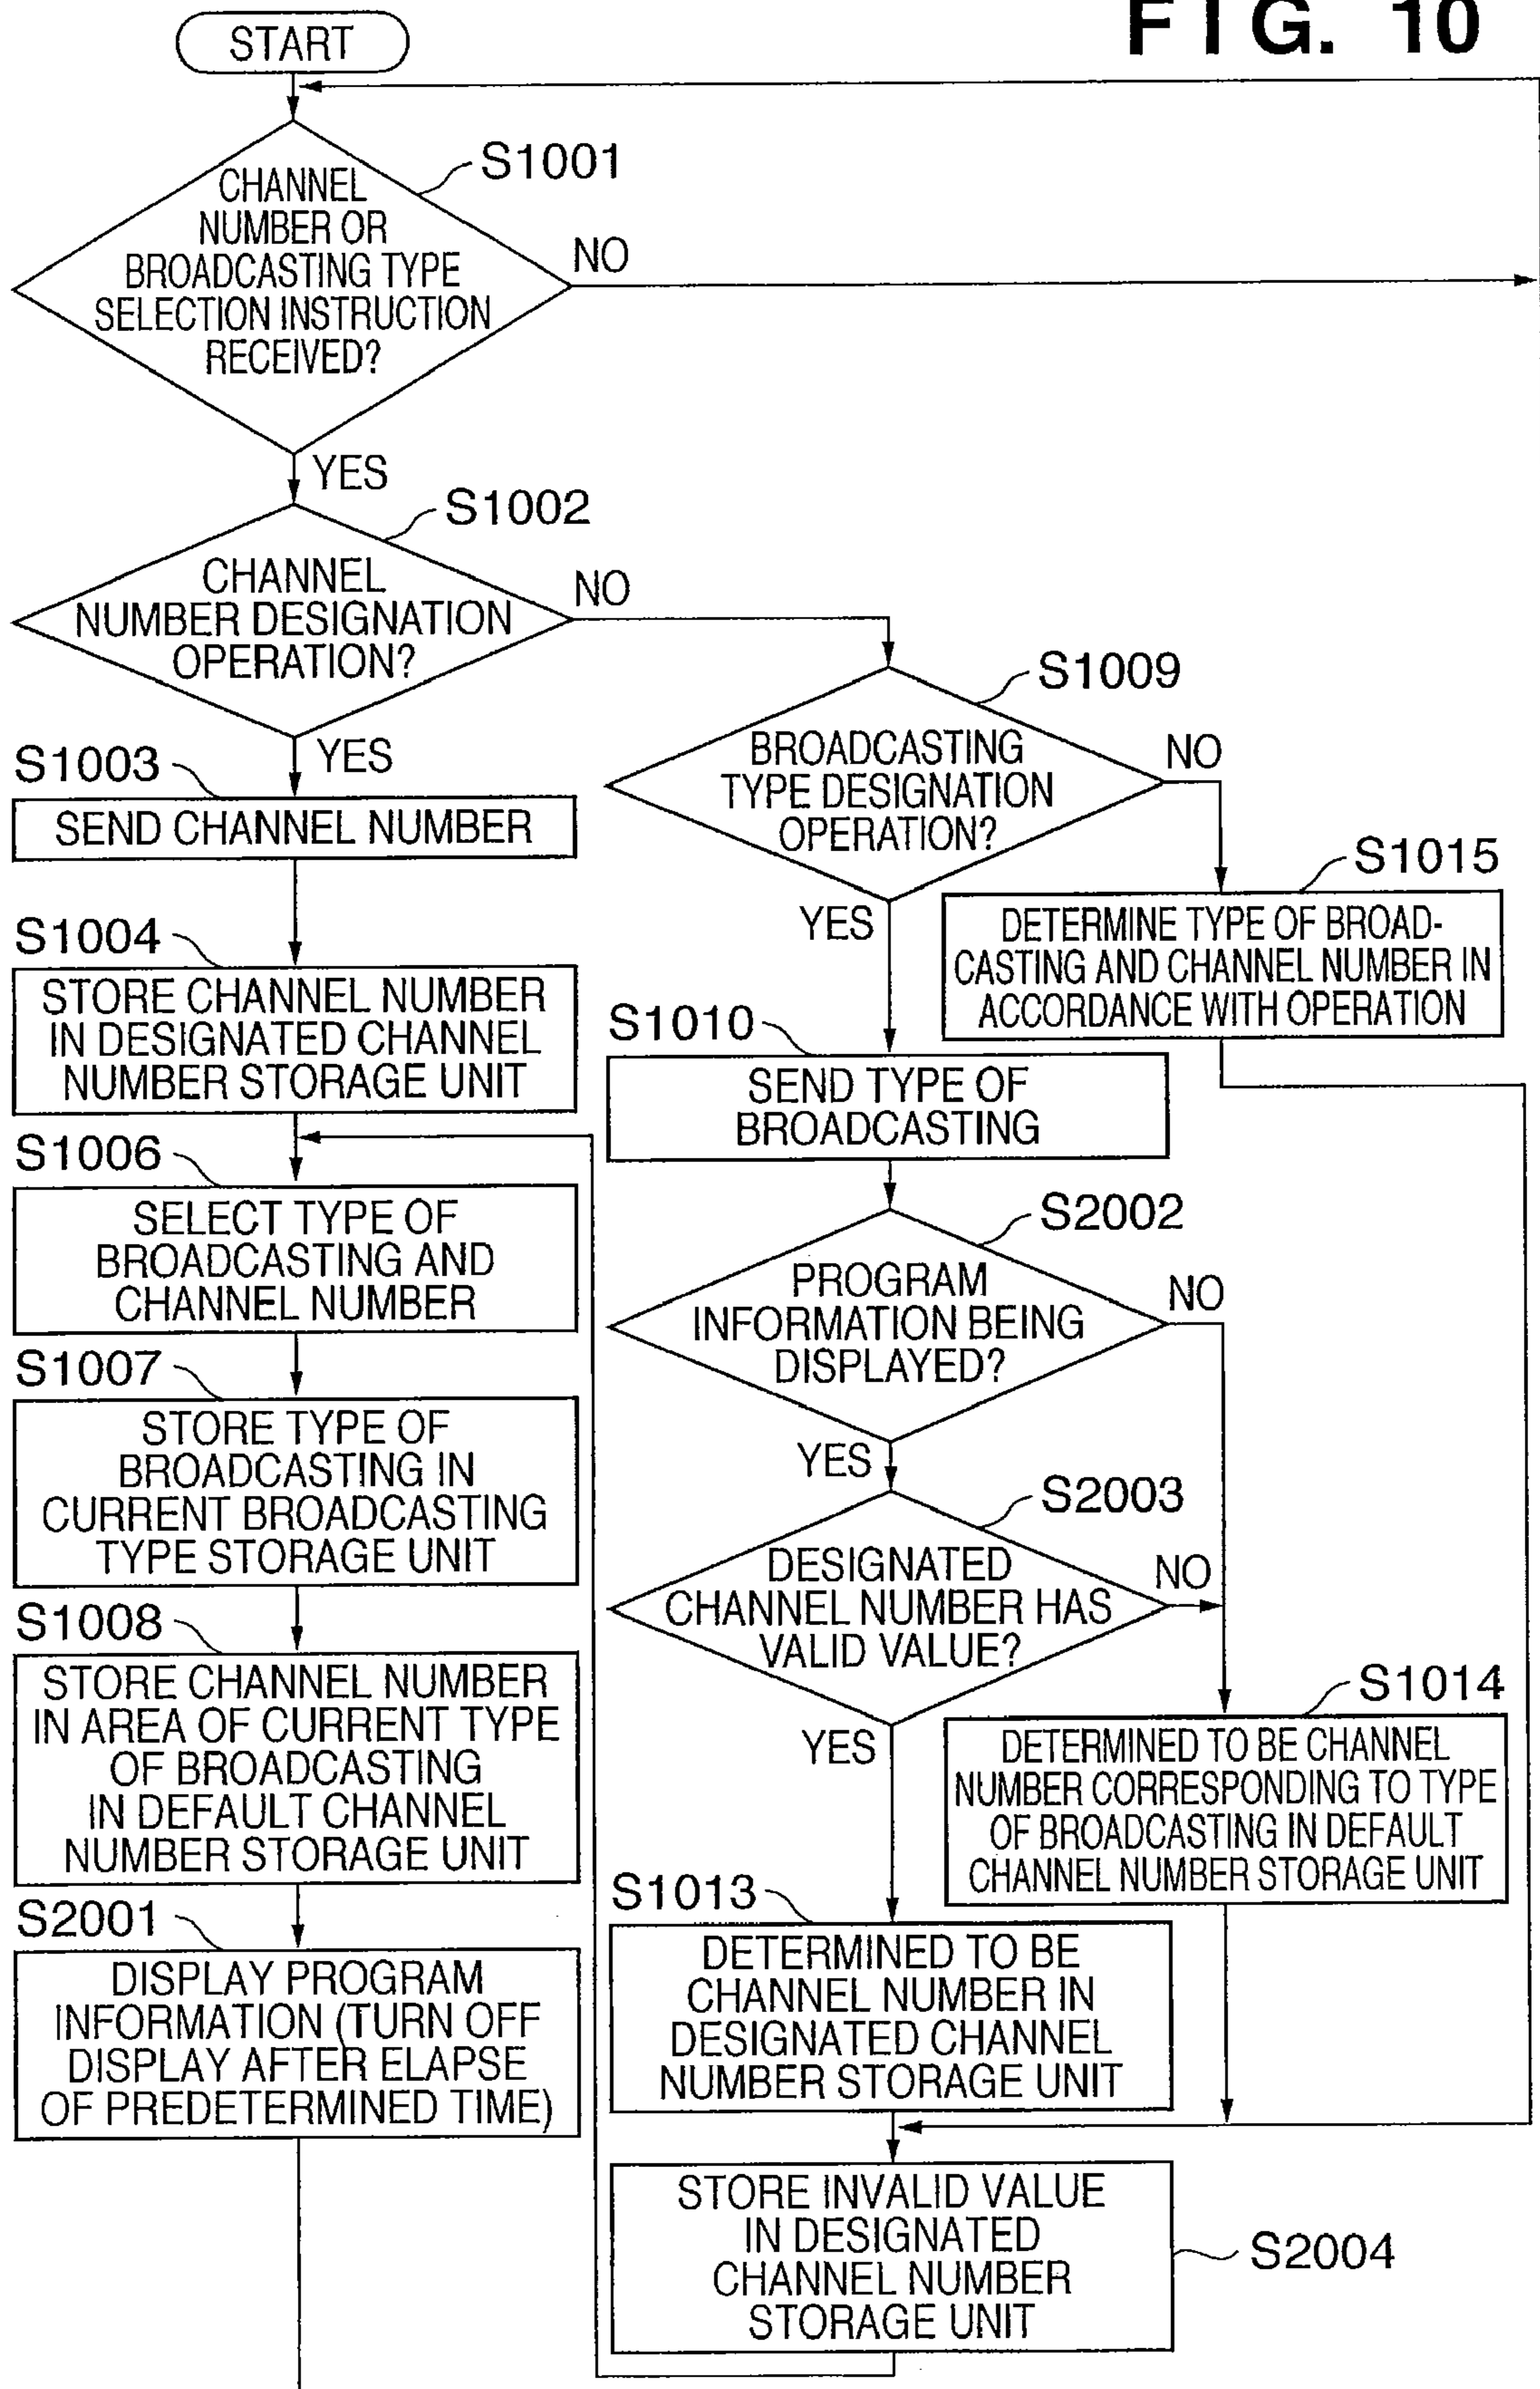 FIG. 10
START
S1001
CHANNEL
NUMBER OR
BROADCASTING TYPE
SELECTION INSTRUCTION
RECEIVED?
NO
YES
S1002
CHANNEL
NUMBER DESIGNATION
OPERATION?
NO
YES
S1003
SEND CHANNEL NUMBER
S1004
STORE CHANNEL NUMBER
IN DESIGNATED CHANNEL
NUMBER STORAGE UNIT
S1006
SELECT TYPE OF
BROADCASTING AND
CHANNEL NUMBER
S1007
STORE TYPE OF
BROADCASTING IN
CURRENT BROADCASTING
TYPE STORAGE UNIT
S1008
STORE CHANNEL NUMBER
IN AREA OF CURRENT TYPE
OF BROADCASTING
IN DEFAULT CHANNEL
NUMBER STORAGE UNIT
S2001
DISPLAY PROGRAM
INFORMATION (TURN OFF
DISPLAY AFTER ELAPSE
OF PREDETERMINED TIME)
S1009
BROADCASTING
TYPE DESIGNATION
OPERATION?
NO
YES
S1015
DETERMINE TYPE OF BROAD-
CASTING AND CHANNEL NUMBER IN
ACCORDANCE WITH OPERATION
S1010
SEND TYPE OF
BROADCASTING
S2002
PROGRAM
INFORMATION BEING
DISPLAYED?
NO
YES
S2003
DESIGNATED
CHANNEL NUMBER HAS
VALID VALUE?
NO
YES
S1014
DETERMINED TO BE CHANNEL
NUMBER CORRESPONDING TO TYPE
OF BROADCASTING IN DEFAULT
CHANNEL NUMBER STORAGE UNIT
S1013
DETERMINED TO BE
CHANNEL NUMBER IN
DESIGNATED CHANNEL
NUMBER STORAGE UNIT
STORE INVALID VALUE
IN DESIGNATED
CHANNEL NUMBER
STORAGE UNIT
S2004